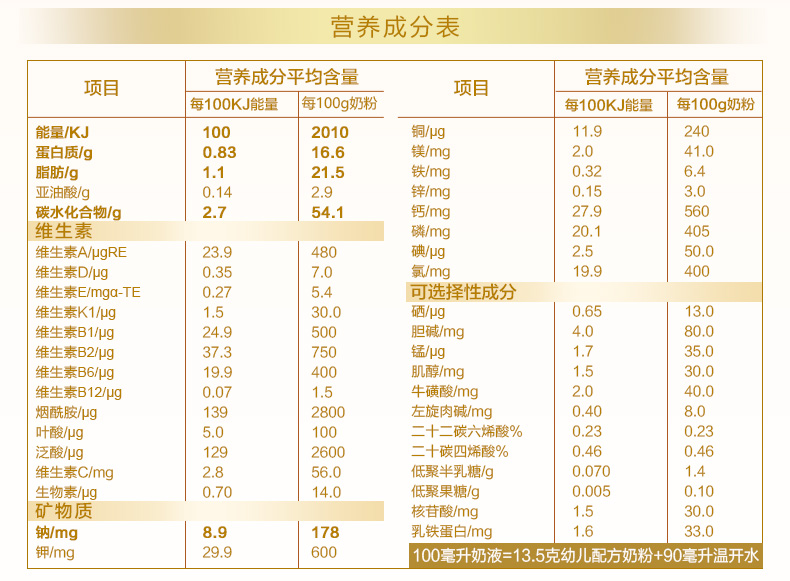 营养成分表
项目 营养成分平均含量
每100KJ能量 每100g奶粉
能量/KJ 100 2010
蛋白质/g 0.83 16.6
脂肪/g 1.1 21.5
亚油酸/g 0.14 2.9
碳水化合物/g 2.7 54.1
维生素
维生素A/μgRE 23.9 480
维生素D/μg 0.35 7.0
维生素E/mgα-TE 0.27 5.4
维生素K1/μg 1.5 30.0
维生素B1/μg 24.9 500
维生素B2/μg 37.3 750
维生素B6/μg 19.9 400
维生素B12/μg 0.07 1.5
烟酰胺/μg 139 2800
叶酸/μg 5.0 100
泛酸/μg 129 2600
维生素C/mg 2.8 56.0
生物素/μg 0.70 14.0
矿物质
钠/mg 8.9 178
钾/mg 29.9 600
项目 营养成分平均含量
每100KJ能量 每100g奶粉
铜/μg 11.9 240
镁/mg 2.0 41.0
铁/mg 0.32 6.4
锌/mg 0.15 3.0
钙/mg 27.9 560
磷/mg 20.1 405
碘/μg 2.5 50.0
氯/mg 19.9 400
可选择性成分
硒/μg 0.65 13.0
胆碱/mg 4.0 80.0
锰/μg 1.7 35.0
肌醇/mg 1.5 30.0
牛磺酸/mg 2.0 40.0
左旋肉碱/mg 0.40 8.0
二十二碳六烯酸% 0.23 0.23
二十碳四烯酸% 0.46 0.46
低聚半乳糖/g 0.070 1.4
低聚果糖/g 0.005 0.10
核苷酸/mg 1.5 30.0
乳铁蛋白/mg 1.6 33.0
100毫升奶液=13.5克幼儿配方奶粉+90毫升温开水